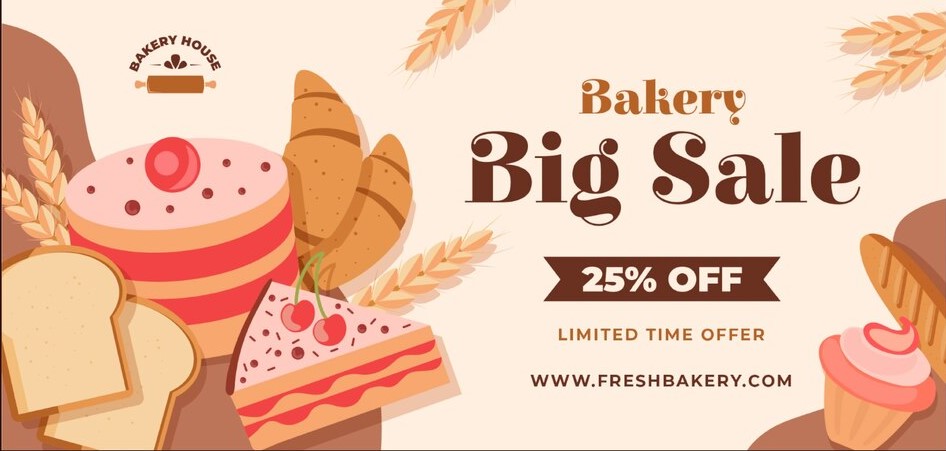 BAKERY HOUSE
Bakery
Big Sale
25% OFF
LIMITED TIME OFFER
WWW.FRESHBAKERY.COM